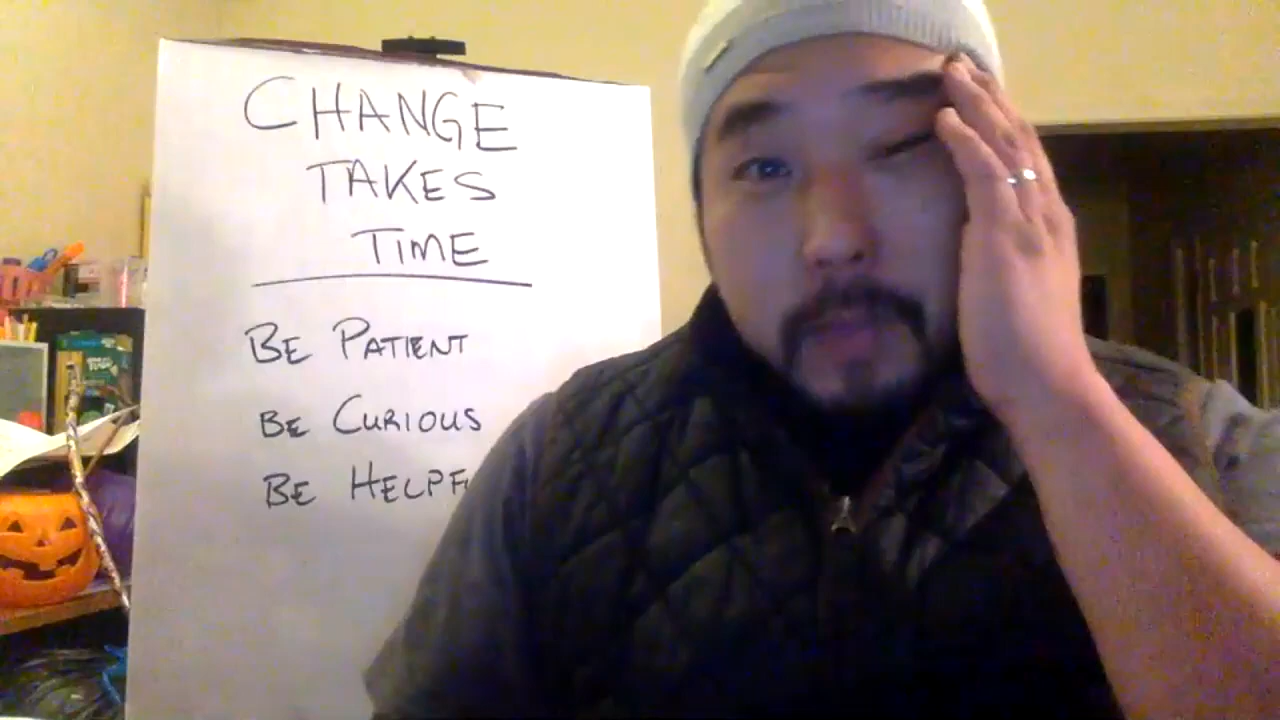 CHANGE
TAKES
TIME
BE PATIENT
BE CURIOUS
BE